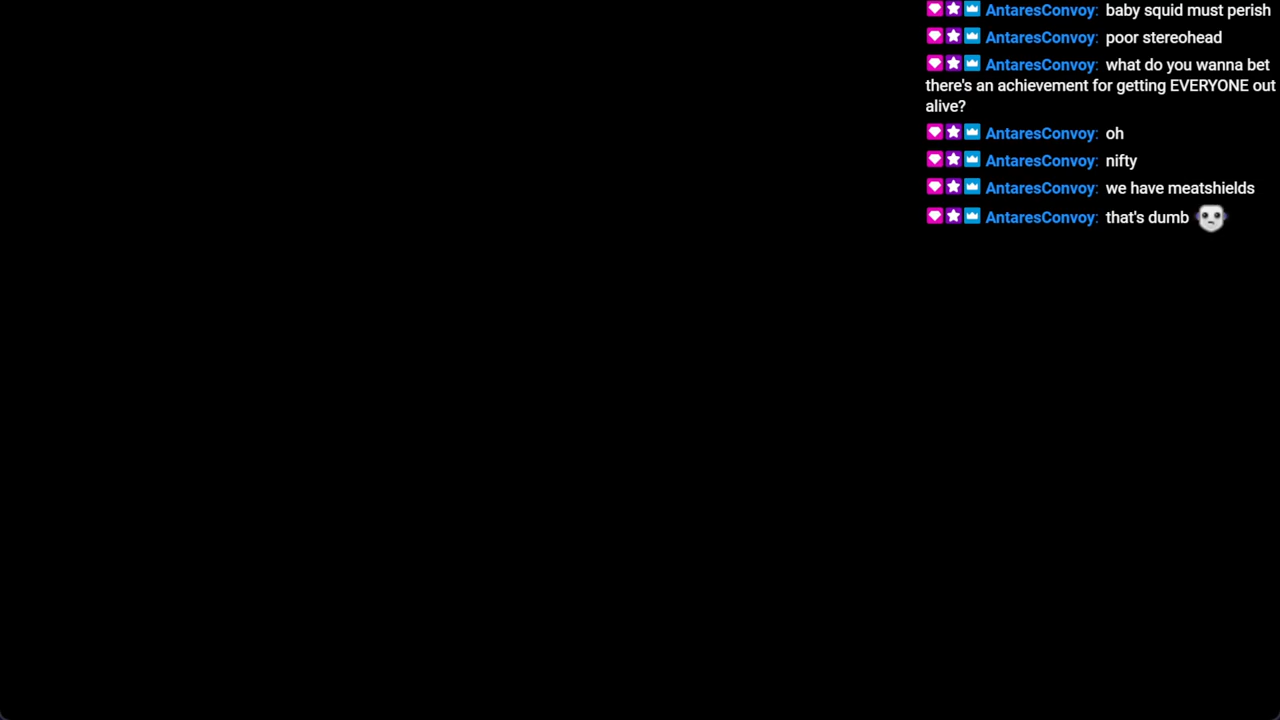 AntaresConvoy: baby squid must perish
AntaresConvoy: poor stereohead
AntaresConvoy: what do you wanna bet
there's an achievement for getting EVERYONE out
alive?
AntaresConvoy: oh
AntaresConvoy: nifty
AntaresConvoy: we have meatshields
AntaresConvoy: that's dumb